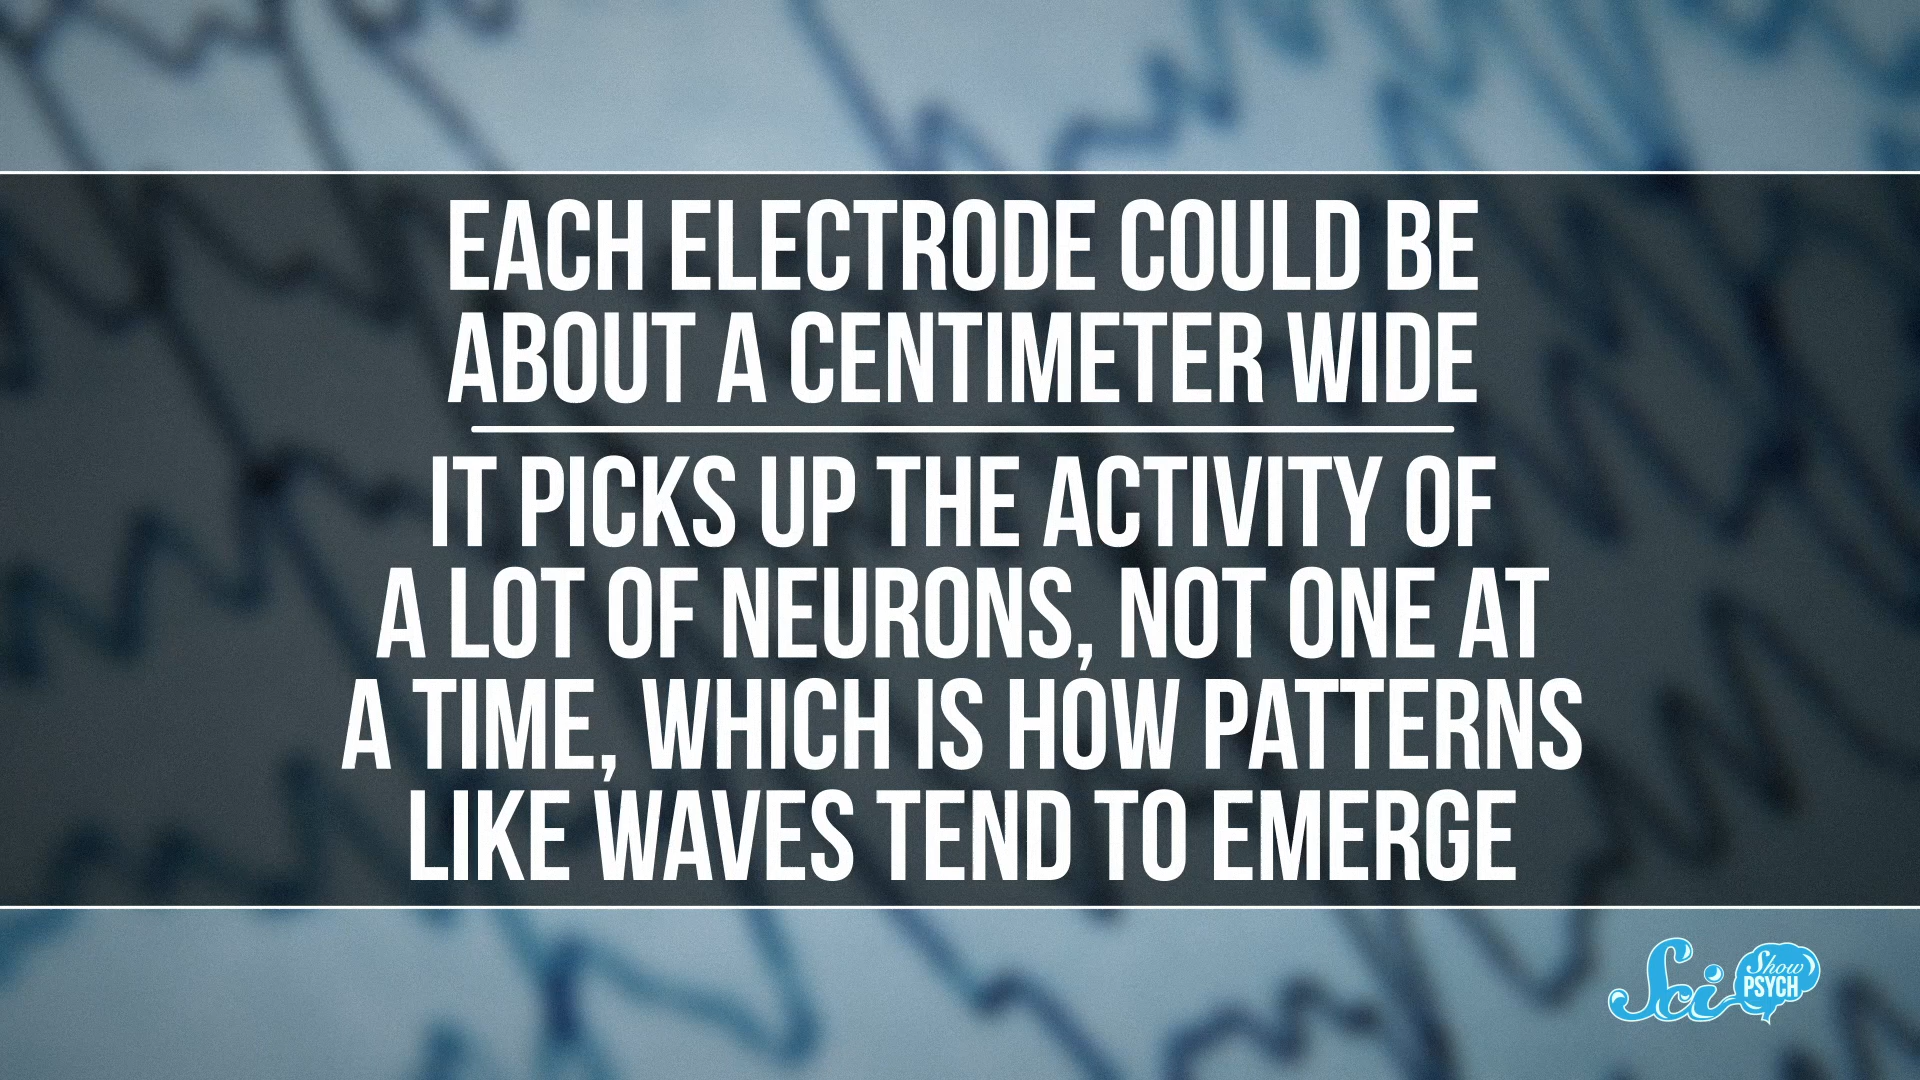 EACH ELECTRODE COULD BE
ABOUT A CENTIMETER WIDE
IT PICKS UP THE ACTIVITY OF
A LOT OF NEURONS, NOT ONE AT
A TIME, WHICH IS HOW PATTERNS
LIKE WAVES TEND TO EMERGE
Sci Show
PSYCH